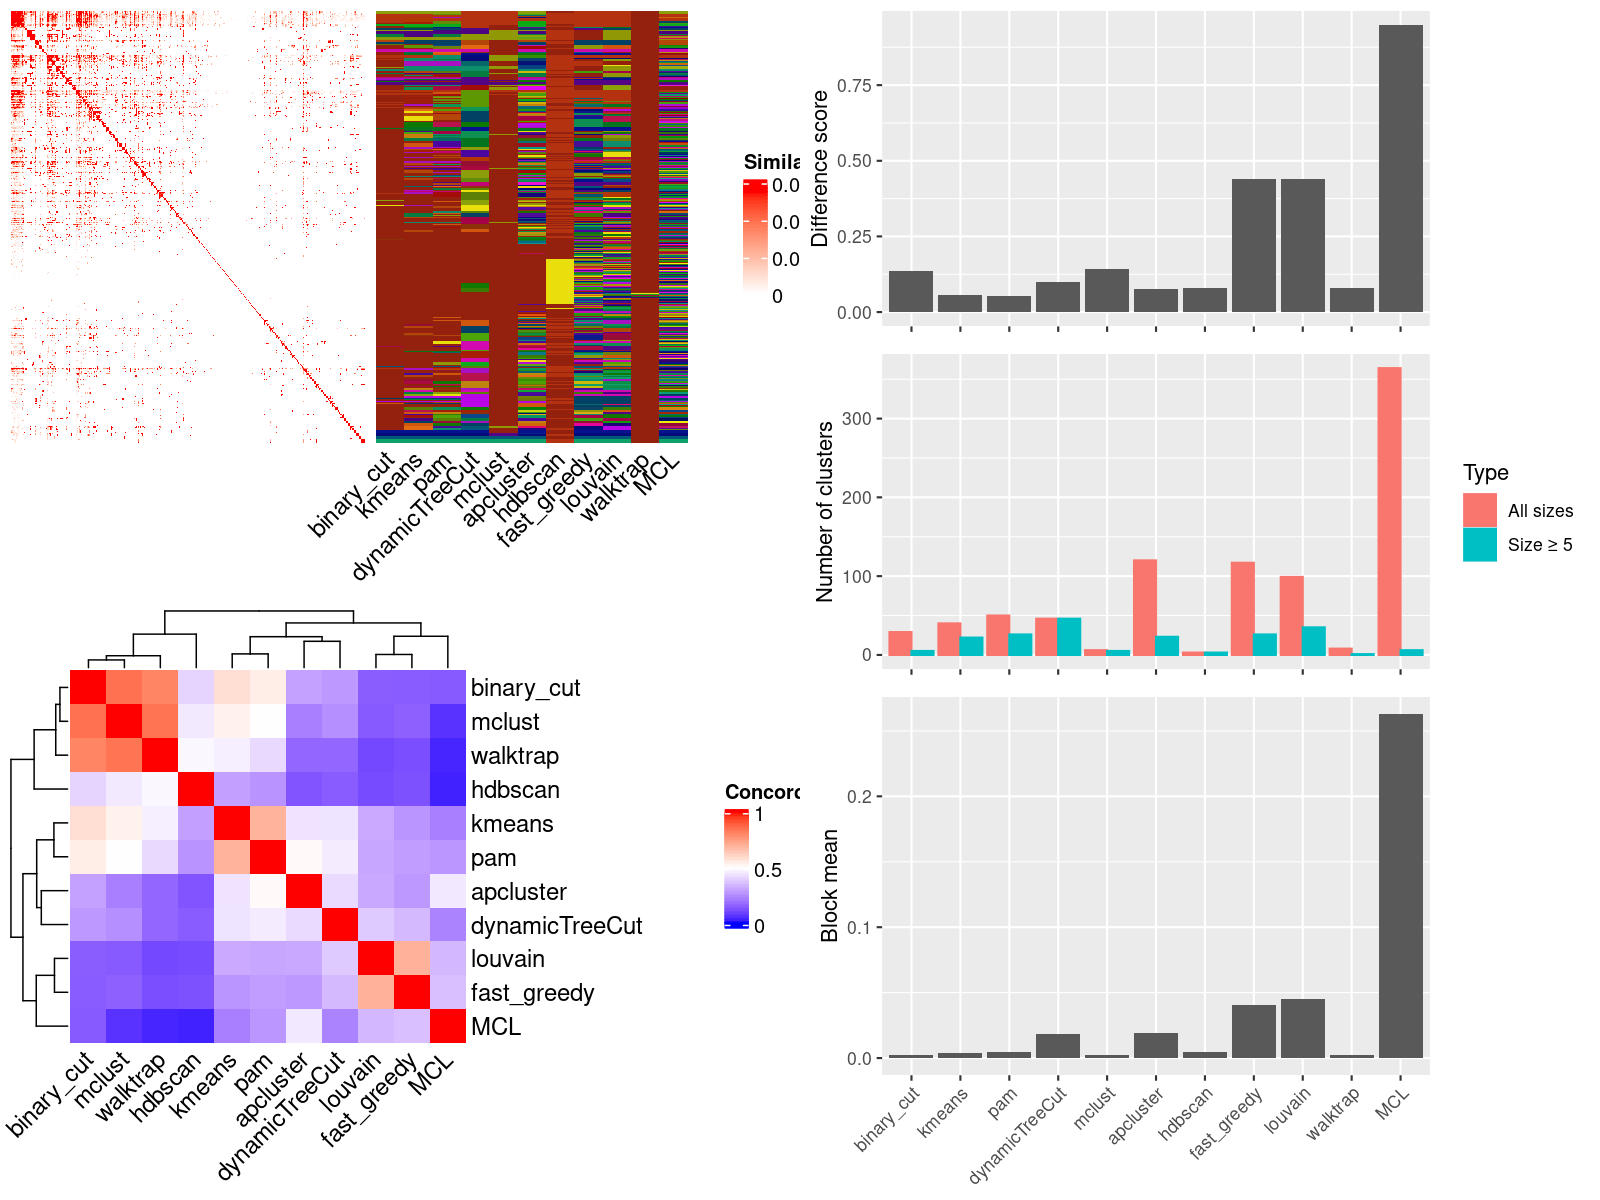 Simila
0.0
0.0
0.0
0
binary_cut
kmeans
pam
dynamicTreeCut
mclust
apcluster
hdbscan
fast_greedy
louvain
walktrap
MCL
binary_cut
mclust
walktrap
hdbscan
kmeans
pam
apcluster
dynamicTreeCut
louvain
fast_greedy
MCL
binary_cut
mclust
walktrap
hdbscan
kmeans
pam
apcluster
dynamicTreeCut
louvain
fast_greedy
MCL
Concord
1
0.5
0
Difference score
0.75
0.50
0.25
0.00
Number of clusters
300
200
100
0
Type
All sizes
Size ≥ 5
Block mean
0.2
0.1
0.0
binary_cut
kmeans
pam
dynamicTreeCut
mclust
apcluster
hdbscan
fast_greedy
louvain
walktrap
MCL